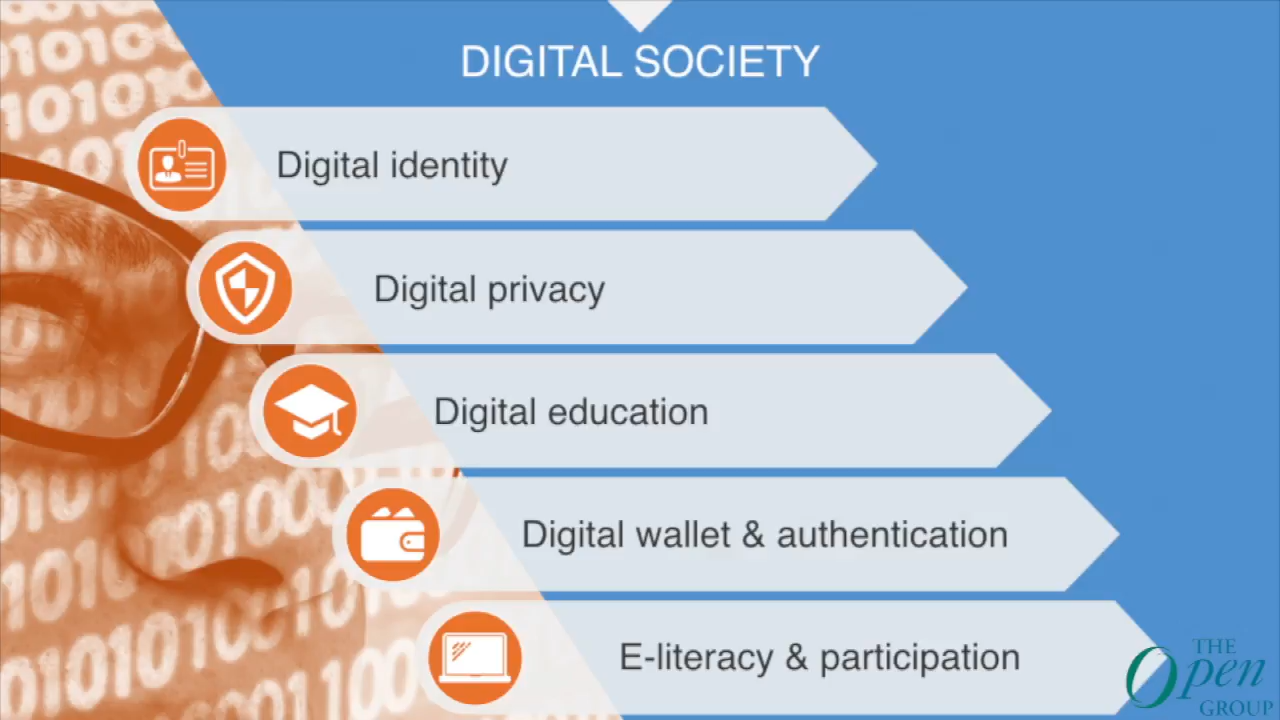 DIGITAL SOCIETY
Digital identity
Digital privacy
Digital education
Digital wallet & authentication
E-literacy & participation
THE
Open
GROUP